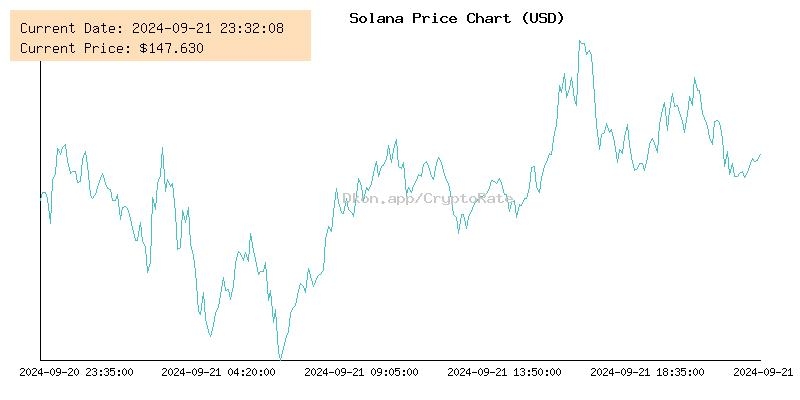 Solana Price Chart (USD)
Current Date: 2024-09-21 23:32:08
Current Price: $147.630
Dkon.app/CryptoRate
2024-09-20 23:35:00 2024-09-21 04:20:00 2024-09-21 09:05:00 2024-09-21 13:50:00 2024-09-21 18:35:00 2024-09-21